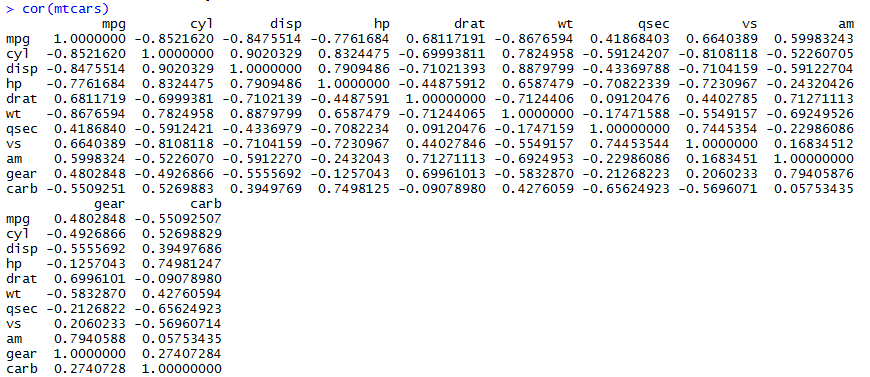 > cor(mtcars)
mpg cyl disp hp drat wt qsec vs am
mpg 1.0000000 -0.8521620 -0.8475514 -0.7761684 0.68117191 -0.8676594 0.41868403 0.6640389 0.59983243
cyl -0.8521620 1.0000000 0.9020329 0.8324475 -0.69993811 0.7824958 -0.59124207 -0.8108118 -0.52260705
disp -0.8475514 0.9020329 1.0000000 0.7909486 -0.71021393 0.8879799 -0.43369788 -0.7104159 -0.59122704
hp -0.7761684 0.8324475 0.7909486 1.0000000 -0.44875912 0.6587479 -0.70822339 -0.7230967 -0.24320426
drat 0.6811719 -0.6999381 -0.7102139 -0.4487591 1.00000000 -0.7124406 0.09120476 0.4402785 0.71271113
wt -0.8676594 0.7824958 0.8879799 0.6587479 -0.71244065 1.0000000 -0.17471588 -0.5549157 -0.69249526
qsec 0.4186840 -0.5912421 -0.4336979 -0.7082234 0.09120476 -0.1747159 1.00000000 0.7445354 -0.22986086
vs 0.6640389 -0.8108118 -0.7104159 -0.7230967 0.44027846 -0.5549157 0.74453544 1.0000000 0.16834512
am 0.5998324 -0.5226070 -0.5912270 -0.2432043 0.71271113 -0.6924953 -0.22986086 0.1683451 1.00000000
gear 0.4802848 -0.4926866 -0.5555692 -0.1257043 0.69961013 -0.5832870 -0.21268223 0.2060233 0.79405876
carb -0.5509251 0.5269883 0.3949769 0.7498125 -0.09078980 0.4276059 -0.65624923 -0.5696071 0.05753435
gear carb
mpg 0.4802848 -0.55092507
cyl -0.4926866 0.52698829
disp -0.5555692 0.39497686
hp -0.1257043 0.74981247
drat 0.6996101 -0.09078980
wt -0.5832870 0.42760594
qsec -0.2126822 -0.65624923
vs 0.2060233 -0.56960714
am 0.7940588 0.05753435
gear 1.0000000 0.27407284
carb 0.2740728 1.00000000